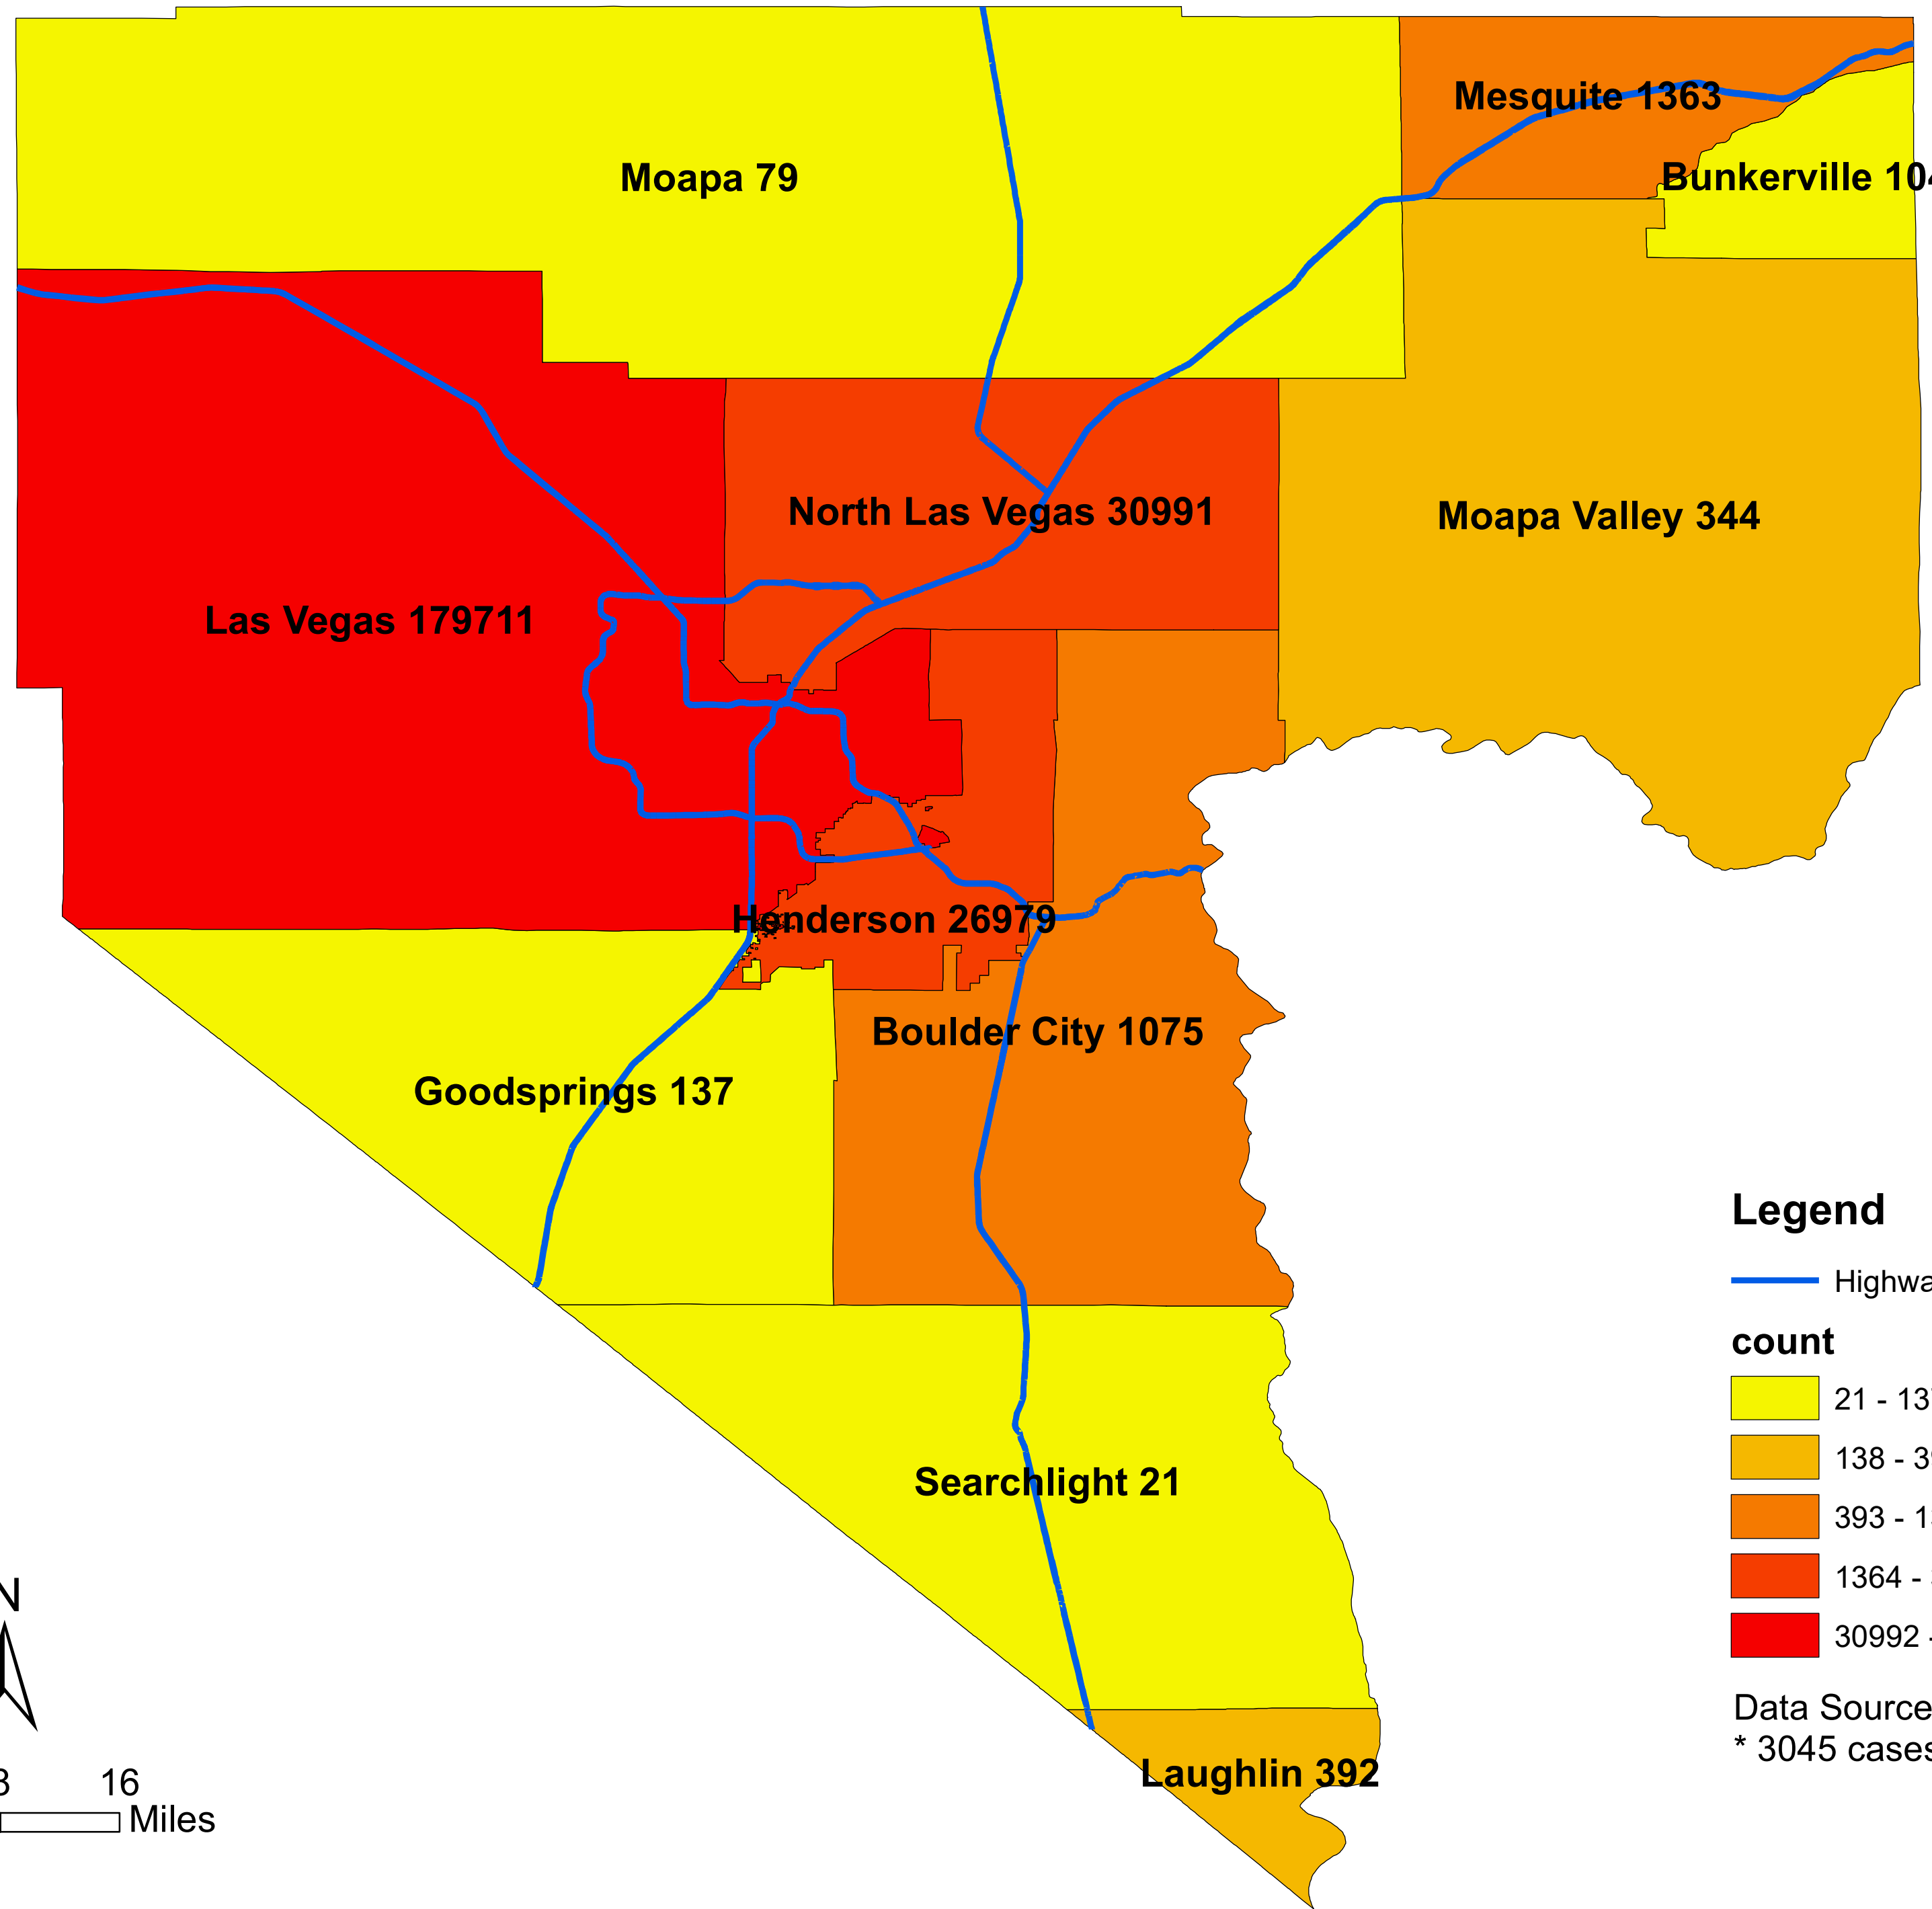 Mesquite 1363
Moapa 79
Bunkerville 104
North Las Vegas 30991
Moapa Valley 344
Las Vegas 179711
Henderson 26979
Boulder City 1075
Goodsprings 137
Searchlight 21
Laughlin 392
Legend
Highwa
count
21 - 13
138 - 3
393 - 1
1364 -
30992 -
Data Source
* 3045 cases
N
16
Miles